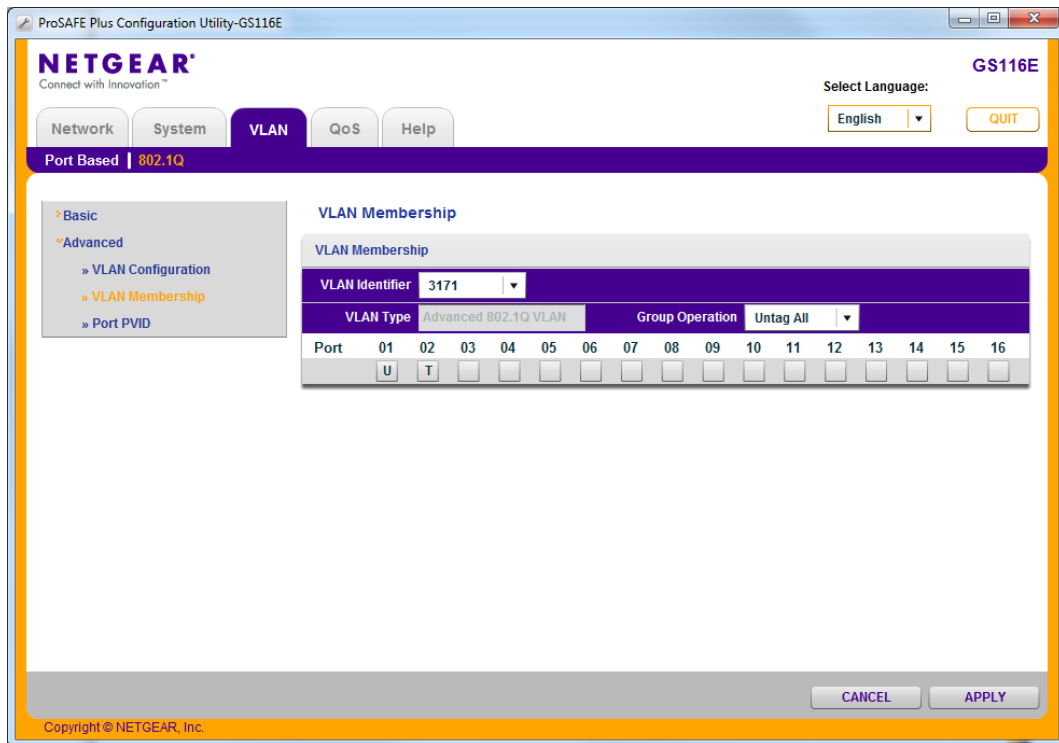 ProSAFE Plus Configuration Utility-GS116E
NETGEAR®
Connect with Innovation™
GS116E
Select Language:
English
QUIT
Network System VLAN QoS Help
Port Based 802.1Q
Basic
Advanced
» VLAN Configuration
» VLAN Membership
» Port PVID
VLAN Membership
VLAN Membership
VLAN Identifier 3171
VLAN Type Advanced 802.1Q VLAN Group Operation Untag All
Port 01 02 03 04 05 06 07 08 09 10 11 12 13 14 15 16
U T
CANCEL APPLY
Copyright © NETGEAR, Inc.